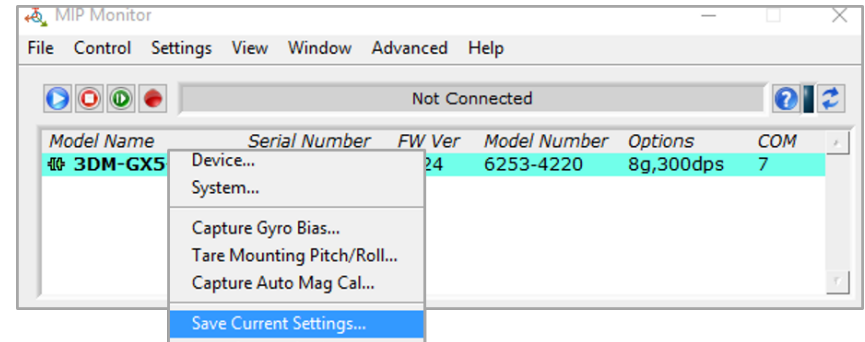 MIP Monitor
File Control Settings View Window Advanced Help
Not Connected
Model Name Serial Number FW Ver Model Number Options COM
3DM-GX5 24 6253-4220 8g,300dps 7
Device...
System...
Capture Gyro Bias...
Tare Mounting Pitch/Roll...
Capture Auto Mag Cal...
Save Current Settings...